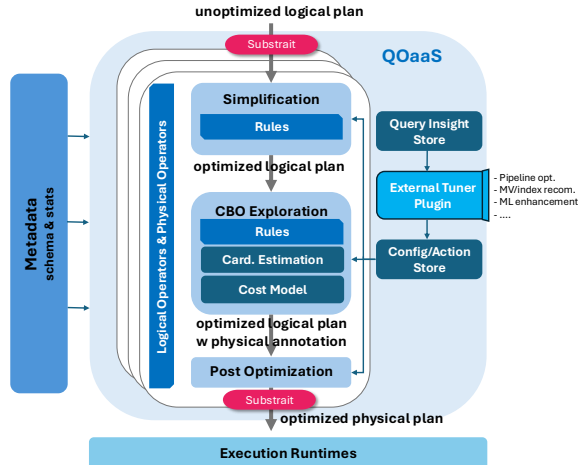 unoptimized logical plan
Substrait
QOaaS
Metadata
schema & stats
Logical Operators & Physical Operators
Simplification
Rules
optimized logical plan
CBO Exploration
Rules
Card. Estimation
Cost Model
optimized logical plan
w physical annotation
Post Optimization
Substrait
optimized physical plan
Query Insight
Store
External Tuner
Plugin
- Pipeline opt.
- MV/index recom.
- ML enhancement
- ....
Config/Action
Store
Execution Runtimes